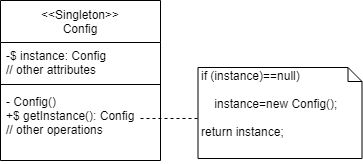 <<Singleton>>
Config
-$ instance: Config
// other attributes
- Config()
+$ getInstance(): Config
// other operations
if (instance)==null)
instance=new Config();
return instance;